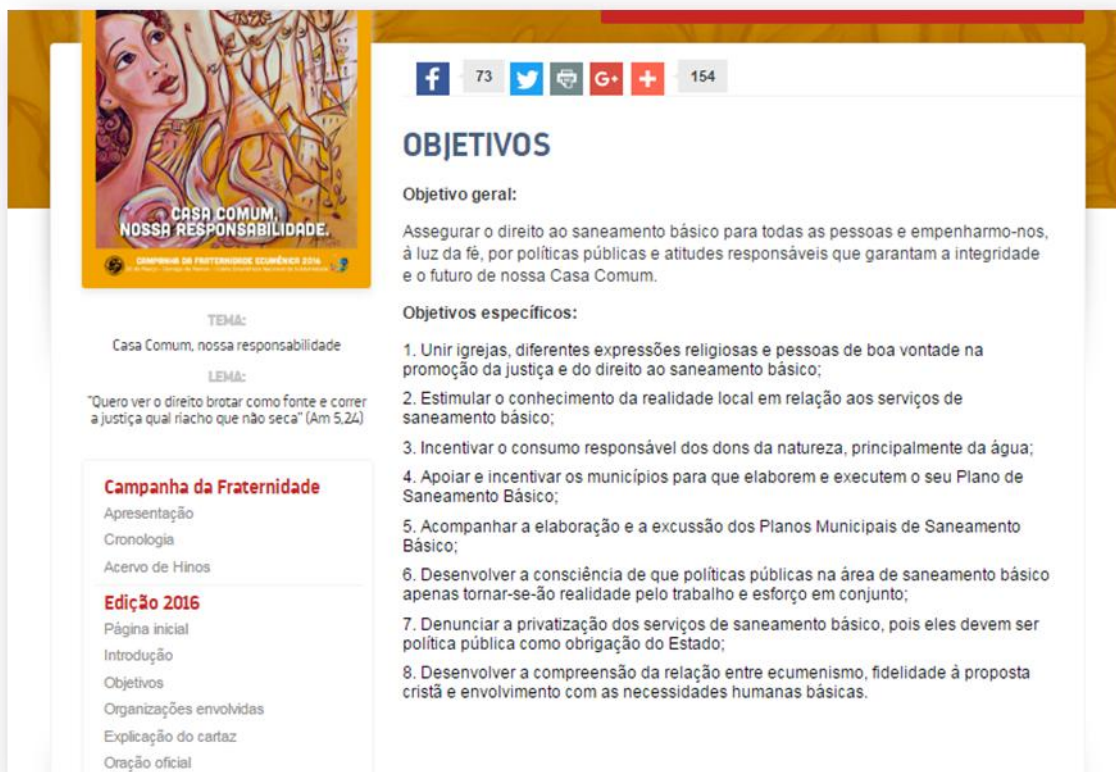 CASA COMUM,
NOSSA RESPONSABILIDADE.
CAMPANHA DA FRATERNIDADE ECUMÊNICA 2016
TEMA:
Casa Comum, nossa responsabilidade
LEMA:
"Quero ver o direito brotar como fonte e correr
a justiça qual riacho que não seca" (Am 5,24)
Campanha da Fraternidade
Apresentação
Cronologia
Acervo de Hinos
Edição 2016
Página inicial
Introdução
Objetivos
Organizações envolvidas
Explicação do cartaz
Oração oficial
f 73 G+ + 154
OBJETIVOS
Objetivo geral:
Assegurar o direito ao saneamento básico para todas as pessoas e empenharmo-nos,
à luz da fé, por políticas públicas e atitudes responsáveis que garantam a integridade
e o futuro de nossa Casa Comum.
Objetivos específicos:
1. Unir igrejas, diferentes expressões religiosas e pessoas de boa vontade na
promoção da justiça e do direito ao saneamento básico;
2. Estimular o conhecimento da realidade local em relação aos serviços de
saneamento básico;
3. Incentivar o consumo responsável dos dons da natureza, principalmente da água;
4. Apoiar e incentivar os municípios para que elaborem e executem o seu Plano de
Saneamento Básico;
5. Acompanhar a elaboração e a excussão dos Planos Municipais de Saneamento
Básico;
6. Desenvolver a consciência de que políticas públicas na área de saneamento básico
apenas tornar-se-ão realidade pelo trabalho e esforço em conjunto;
7. Denunciar a privatização dos serviços de saneamento básico, pois eles devem ser
política pública como obrigação do Estado;
8. Desenvolver a compreensão da relação entre ecumenismo, fidelidade á proposta
cristã e envolvimento com as necessidades humanas básicas.